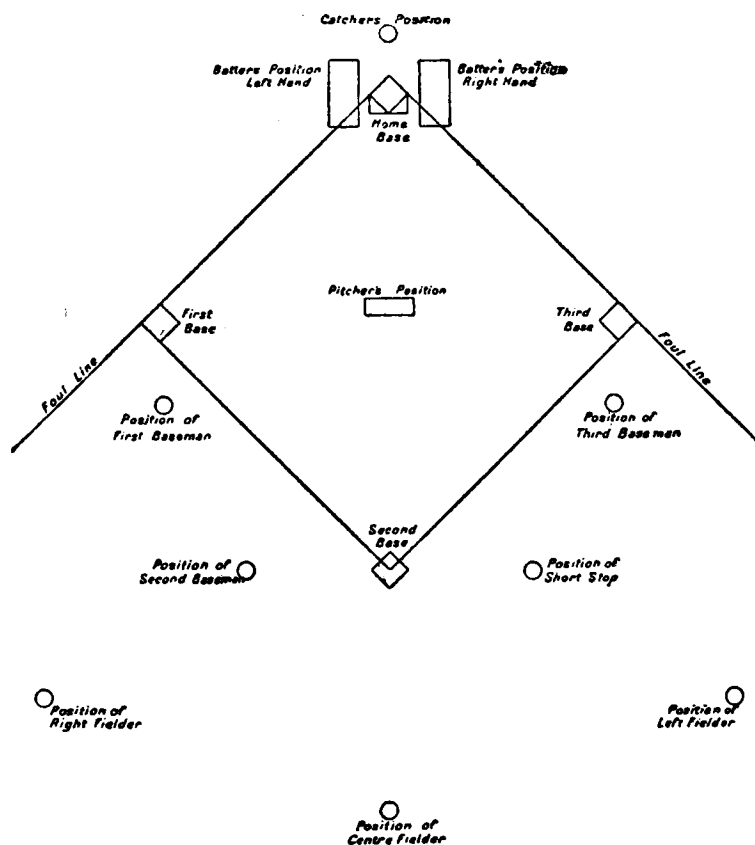 Catchers Position
Batters Position
Left Hand
Batter's Position
Right Hand
Home
Base
Pitcher's Position
First
Base
Third
Base
Foul Line
Foul Line
Position of
First Baseman
Position of
Third Baseman
Second
Base
Position of
Second Baseman
Position of
Short Stop
Position of
Right Fielder
Position of
Left Fielder
Position of
Centre Fielder